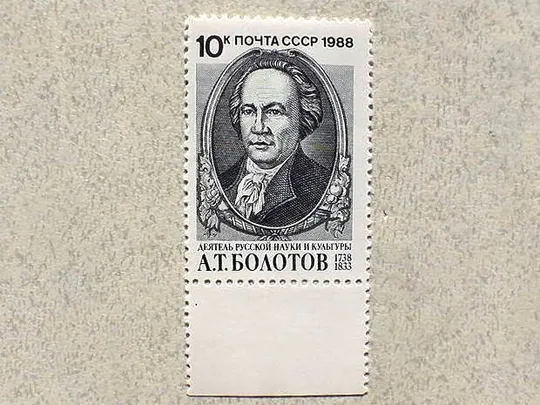 10к ПОЧТА СССР 1988
ДЕЯТЕЛЬ РУССКОЙ НАУКИ И КУЛЬТУРЫ
А.Т. БОЛОТОВ 1738
1833